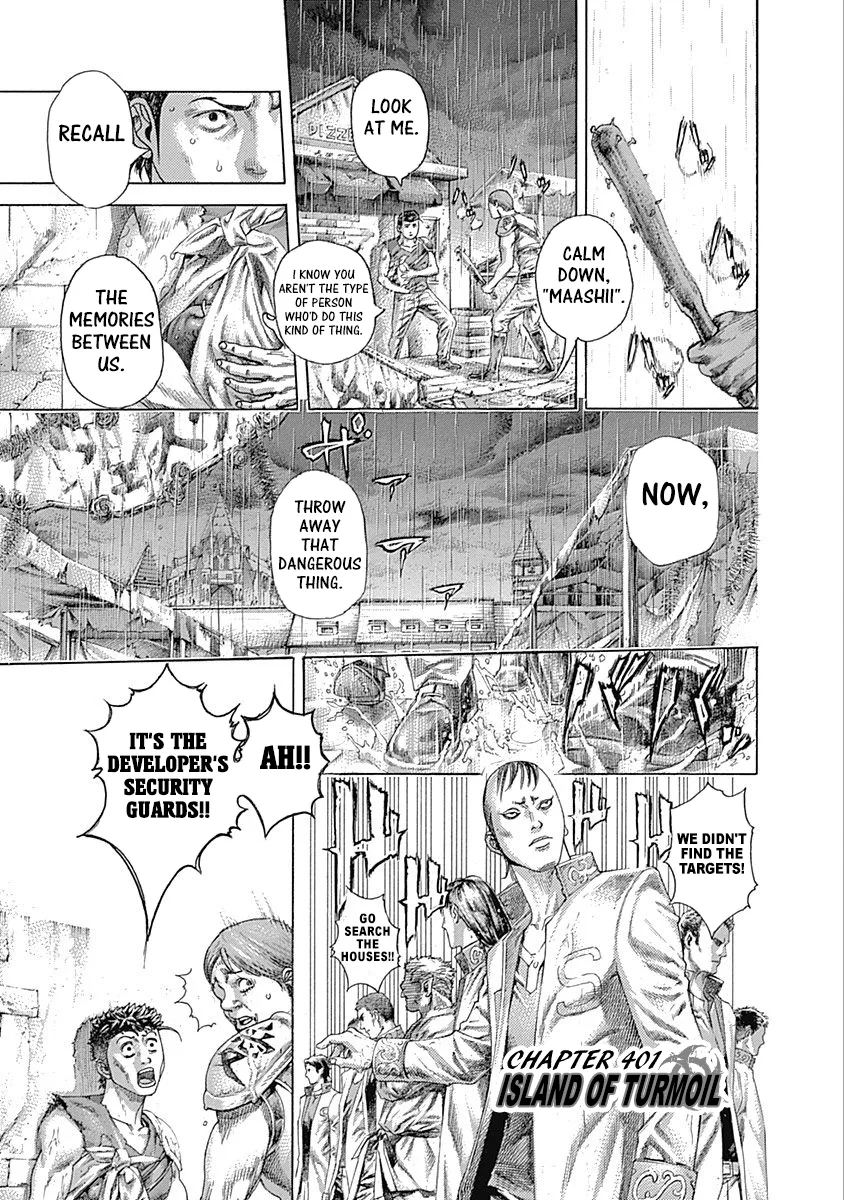 CALM
DOWN,
"MAASHII".
LOOK
AT ME.
PIZZE
I KNOW YOU
AREN'T THE TYPE
OF PERSON
WHO'D DO THIS
KIND OF THING.
RECALL
THE
MEMORIES
BETWEEN
US.
NOW,
THROW
AWAY
THAT
DANGEROUS
THING.
WE DIDN'T
FIND THE
TARGETS!
GO
SEARCH
THE
HOUSES!!
S
AH!!
IT'S THE
DEVELOPER'S
SECURITY
GUARDS!!
CHAPTER 401
ISLAND OF TURMOIL